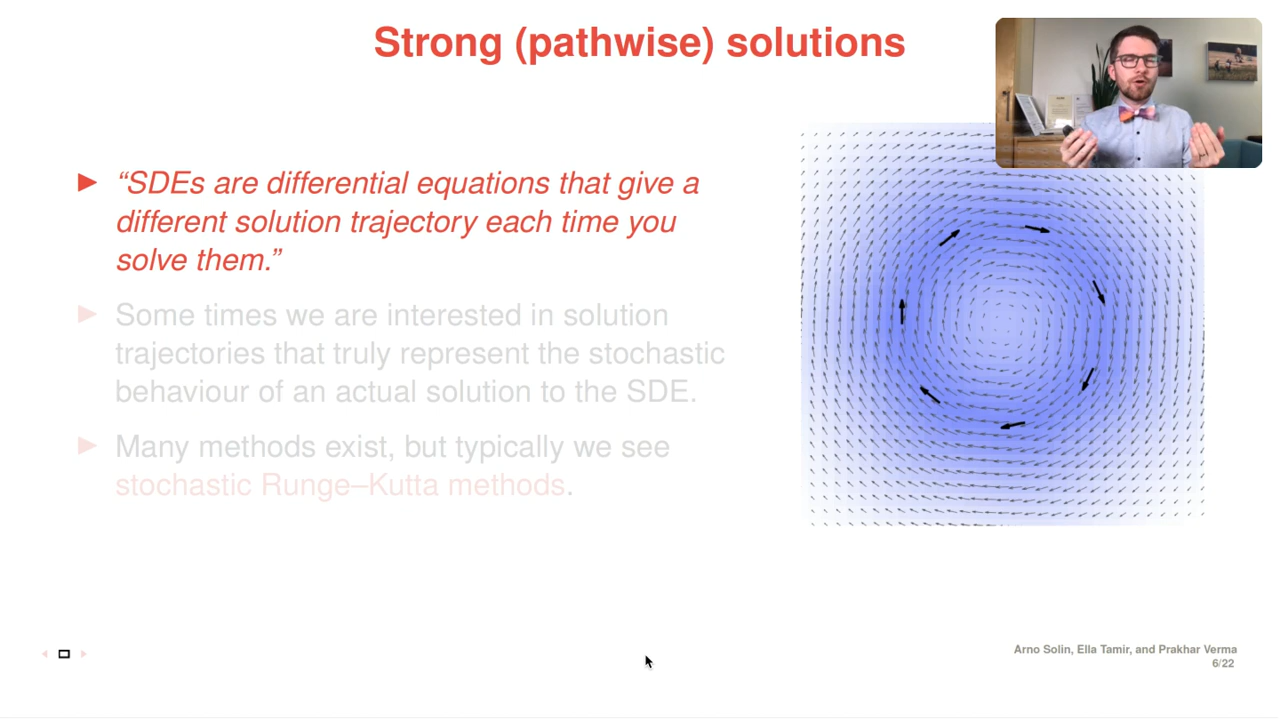 Strong (pathwise) solutions
“SDEs are differential equations that give a
different solution trajectory each time you
solve them.”
Some times we are interested in solution
trajectories that truly represent the stochastic
behaviour of an actual solution to the SDE.
Many methods exist, but typically we see
stochastic Runge–Kutta methods.
Arno Solin, Ella Tamir, and Prakhar Verma
6/22